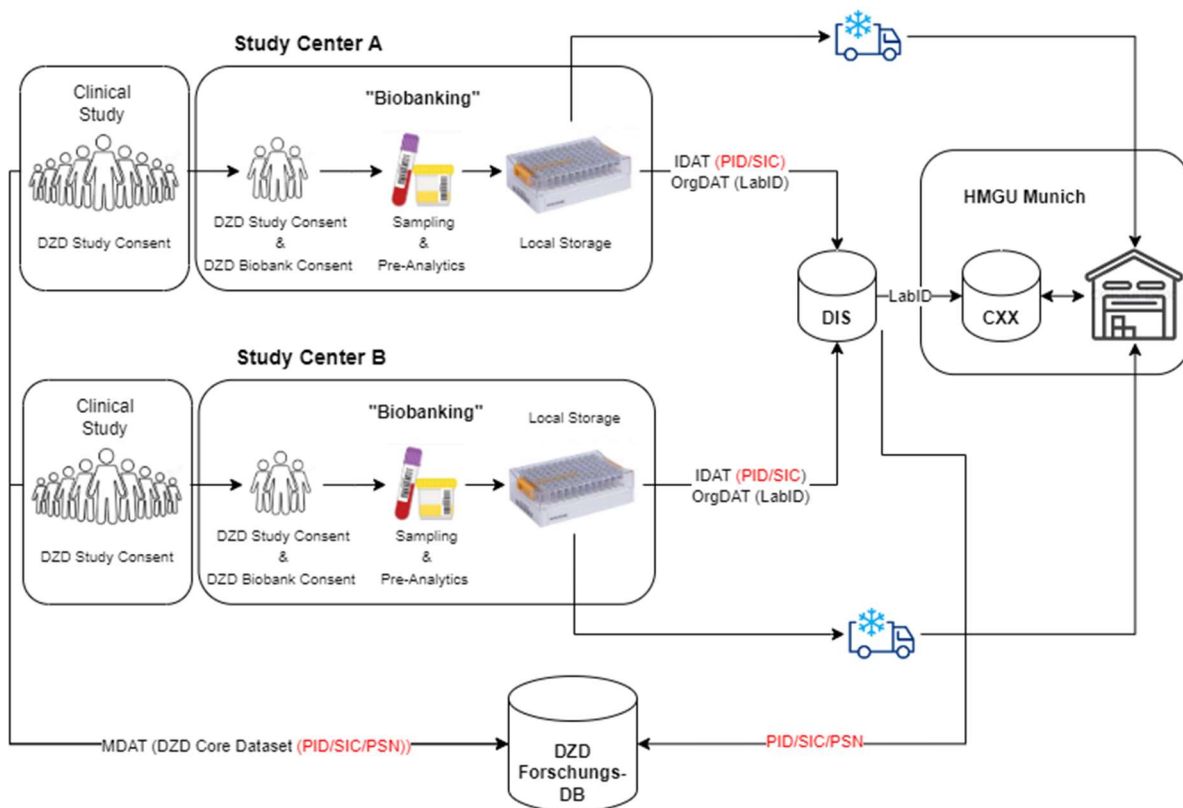 Study Center A
Clinical
Study
DZD Study Consent
"Biobanking"
DZD Study Consent
&
DZD Biobank Consent
Sampling
&
Pre-Analytics
Local Storage
IDAT (PID/SIC)
OrgDAT (LabID)
DIS
LabID
HMGU Munich
CXX
Study Center B
Clinical
Study
DZD Study Consent
"Biobanking"
DZD Study Consent
&
DZD Biobank Consent
Sampling
&
Pre-Analytics
Local Storage
IDAT (PID/SIC)
OrgDAT (LabID)
MDAT (DZD Core Dataset (PID/SIC/PSN))
DZD
Forschungs-
DB
PID/SIC/PSN